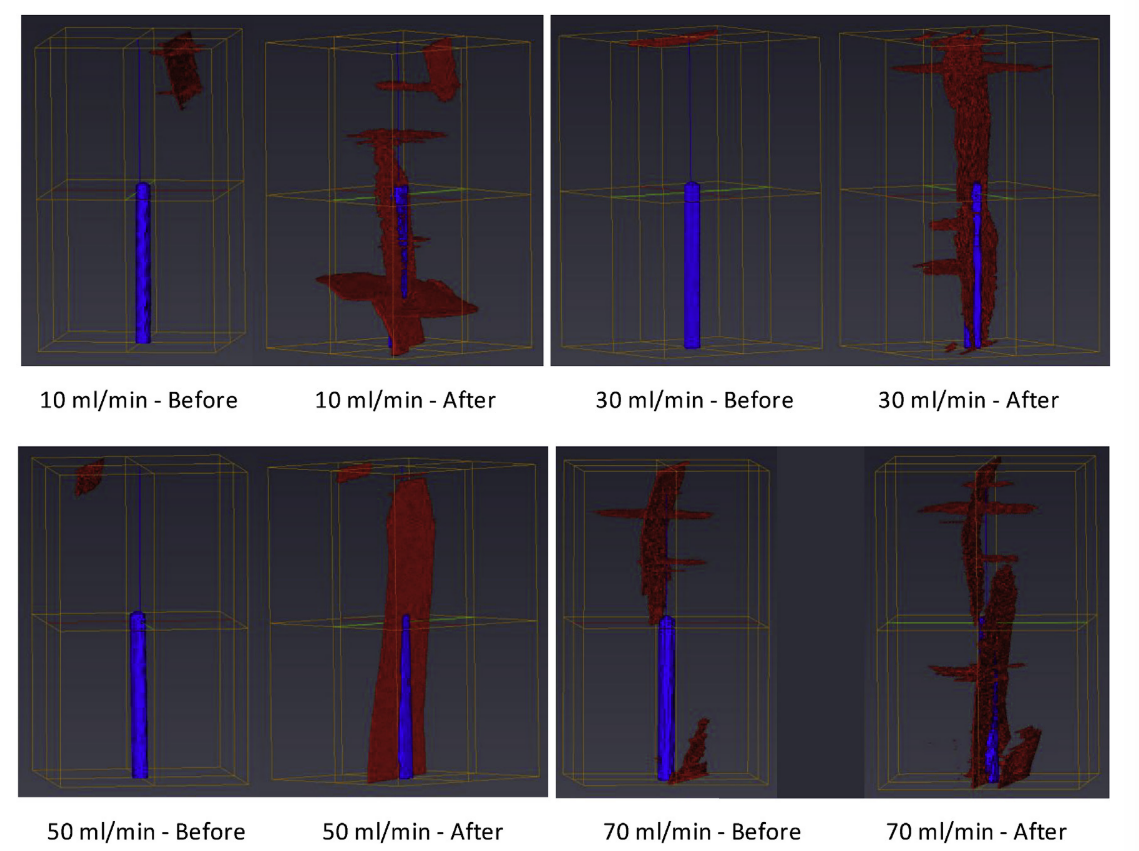 10 ml/min - Before
10 ml/min - After
30 ml/min - Before
30 ml/min - After
50 ml/min - Before
50 ml/min - After
70 ml/min - Before
70 ml/min - After